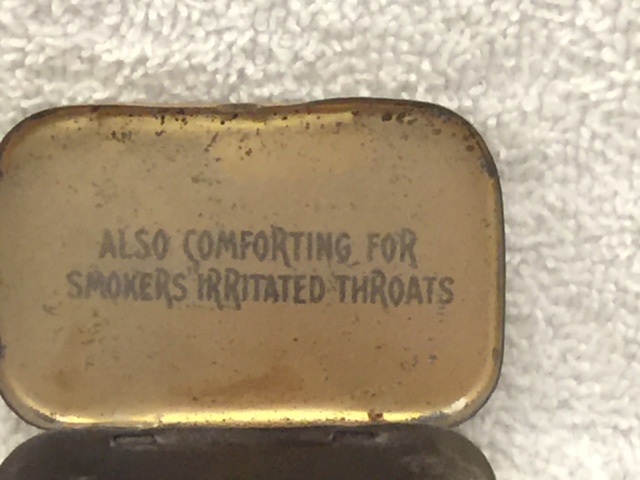 ALSO COMFORTING FOR
SMOKERS IRRITATED THROATS